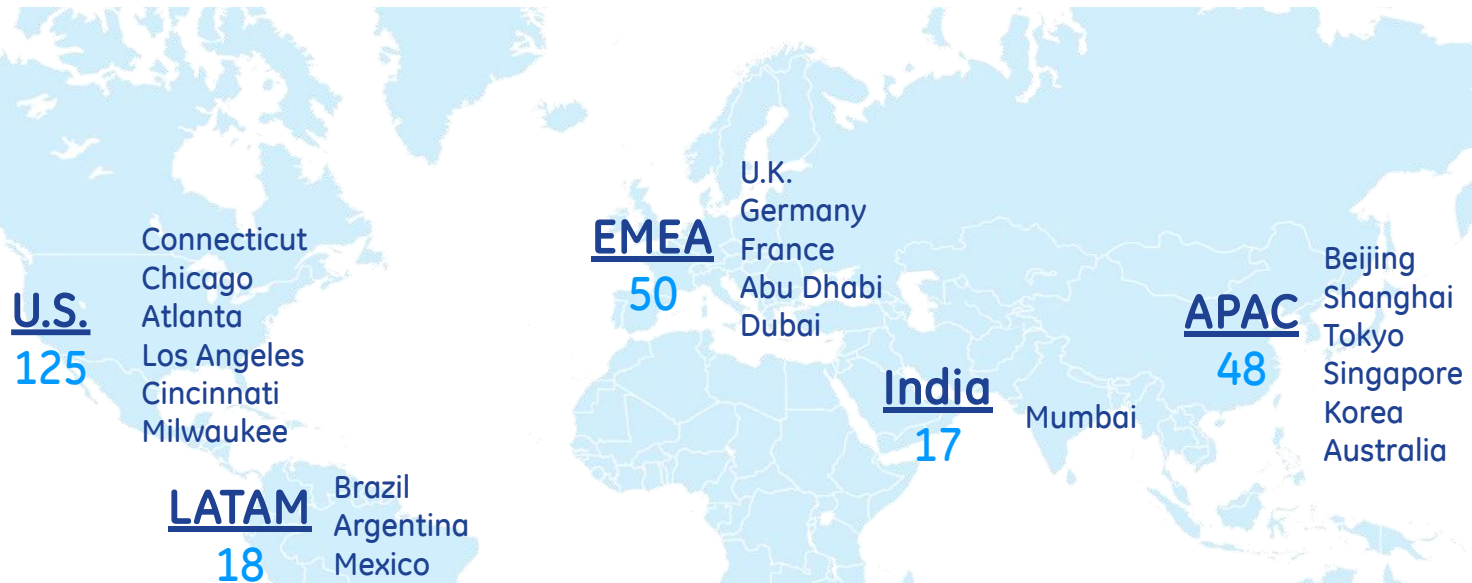 U.S.
125
Connecticut
Chicago
Atlanta
Los Angeles
Cincinnati
Milwaukee
LATAM
18
Brazil
Argentina
Mexico
EMEA
50
U.K.
Germany
France
Abu Dhabi
Dubai
India
17
Mumbai
APAC
48
Beijing
Shanghai
Tokyo
Singapore
Korea
Australia